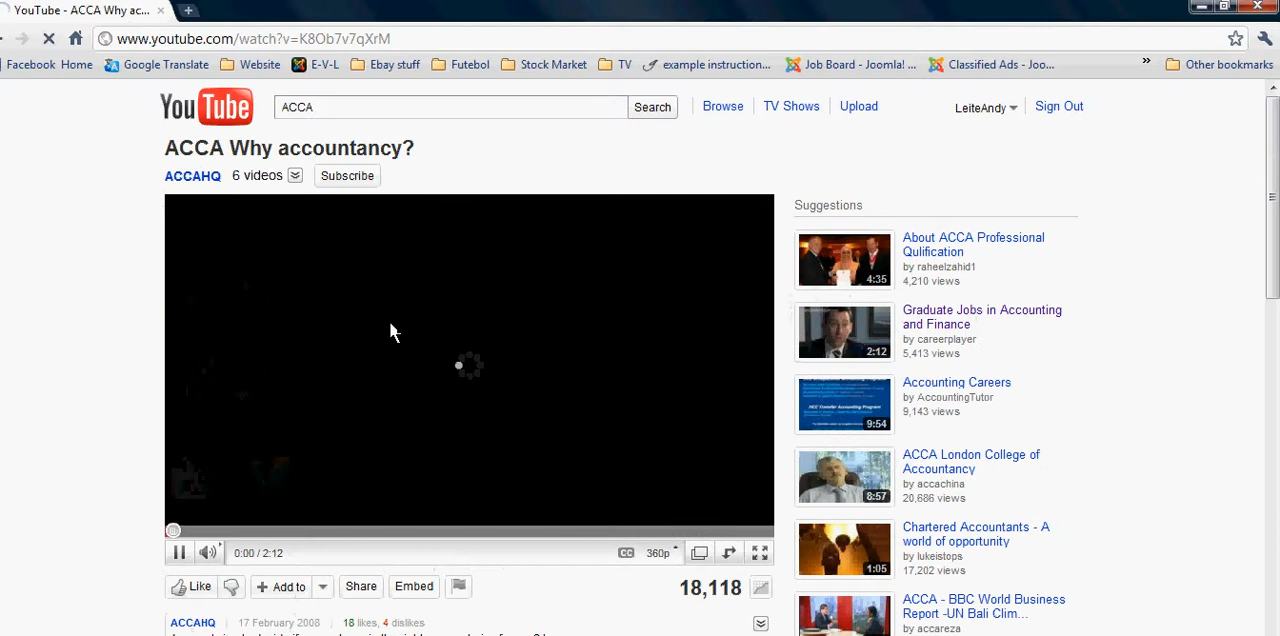 YouTube - ACCA Why ac...
www.youtube.com/watch?v=K8Ob7v7qXrM
Facebook Home Google Translate Website E-V-L Ebay stuff Futebol Stock Market TV example instruction... Job Board - Joomla! ... Classified Ads - Joo... » Other bookmarks
You Tube ACCA Search Browse TV Shows Upload LeiteAndy Sign Out
ACCA Why accountancy?
ACCAHQ 6 videos Subscribe
0:00 / 2:12 CC 360p
Like Add to Share Embed 18,118
ACCAHQ 17 February 2008 18 likes, 4 dislikes
Suggestions
4:35
About ACCA Professional
Qulification
by raheelzahid1
4,210 views
2:12
Graduate Jobs in Accounting
and Finance
by careerplayer
5,413 views
9:54
Accounting Careers
by AccountingTutor
9,143 views
8:57
ACCA London College of
Accountancy
by accachina
20,686 views
1:05
Chartered Accountants - A
world of opportunity
by lukeistops
17,202 views
ACCA - BBC World Business
Report -UN Bali Clim...
by accareza